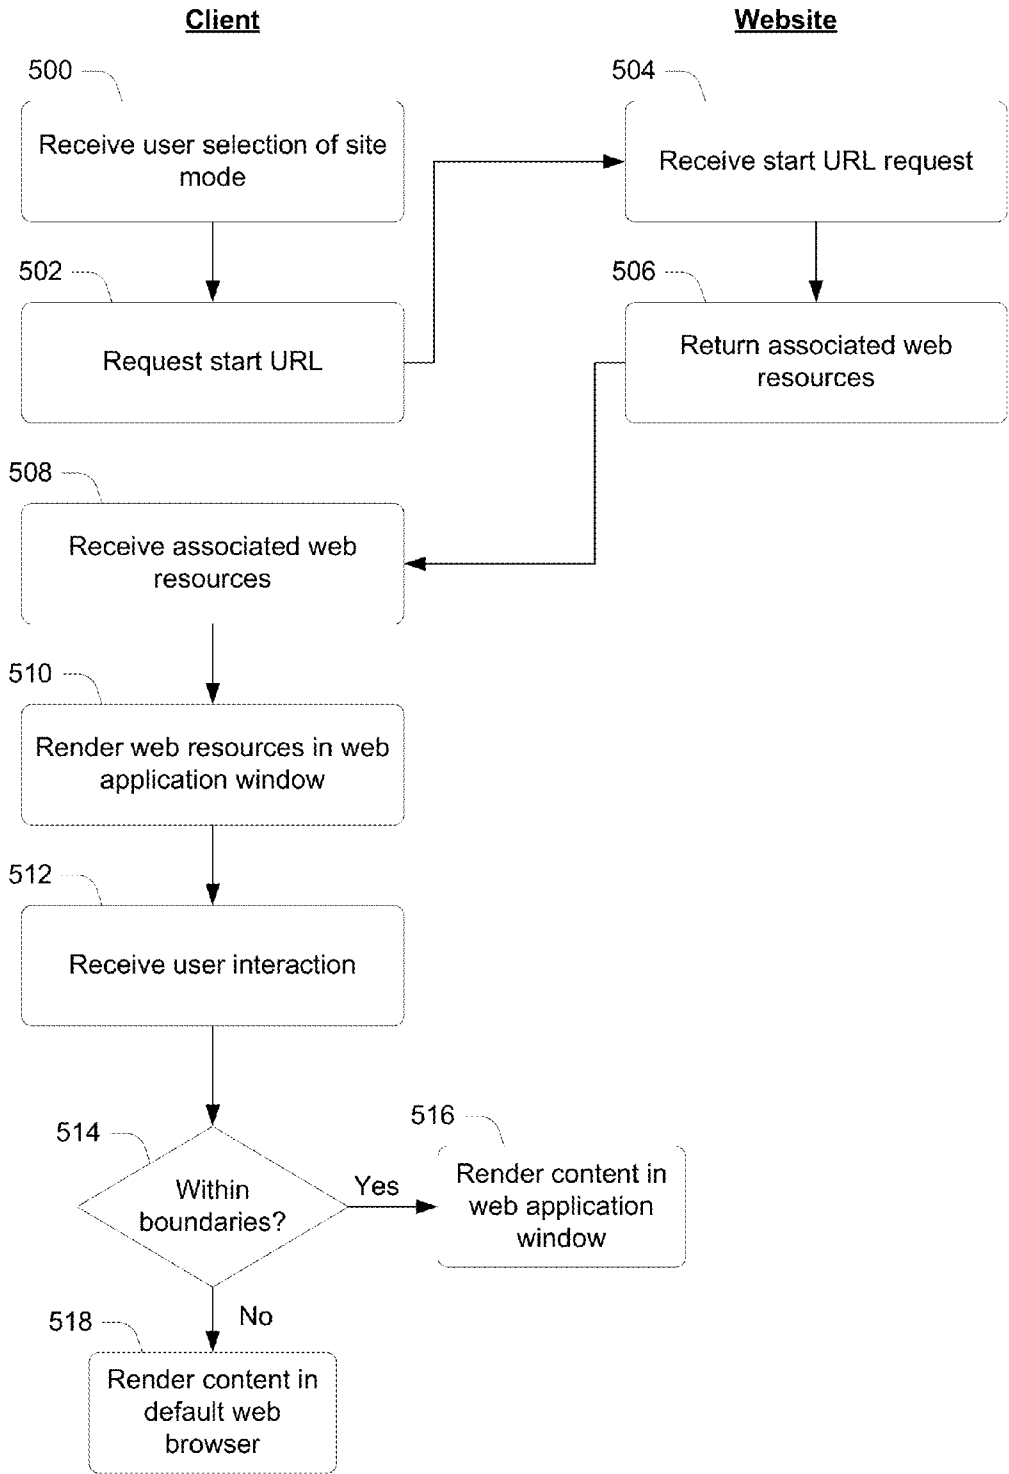 Client
Website
500
504
Receive user selection of site
mode
Receive start URL request
502
506
Request start URL
Return associated web
resources
508
Receive associated web
resources
510
Render web resources in web
application window
512
Receive user interaction
514
516
Within
boundaries?
Yes
Render content in
web application
window
No
518
Render content in
default web
browser